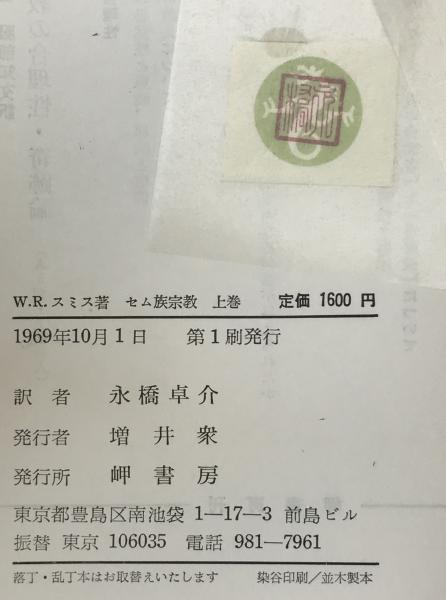 永橋
W.R.スミス著 セム族宗教 上巻 定価 1600 円
1969年10月1日 第1刷発行
訳者 永橋卓介
発行者 増井衆
発行所 岬書房
東京都豊島区南池袋 1―17―3 前島ビル
振替 東京 106035 電話 981―7961
落丁・乱丁本はお取替えいたします 染谷印刷/並木製本